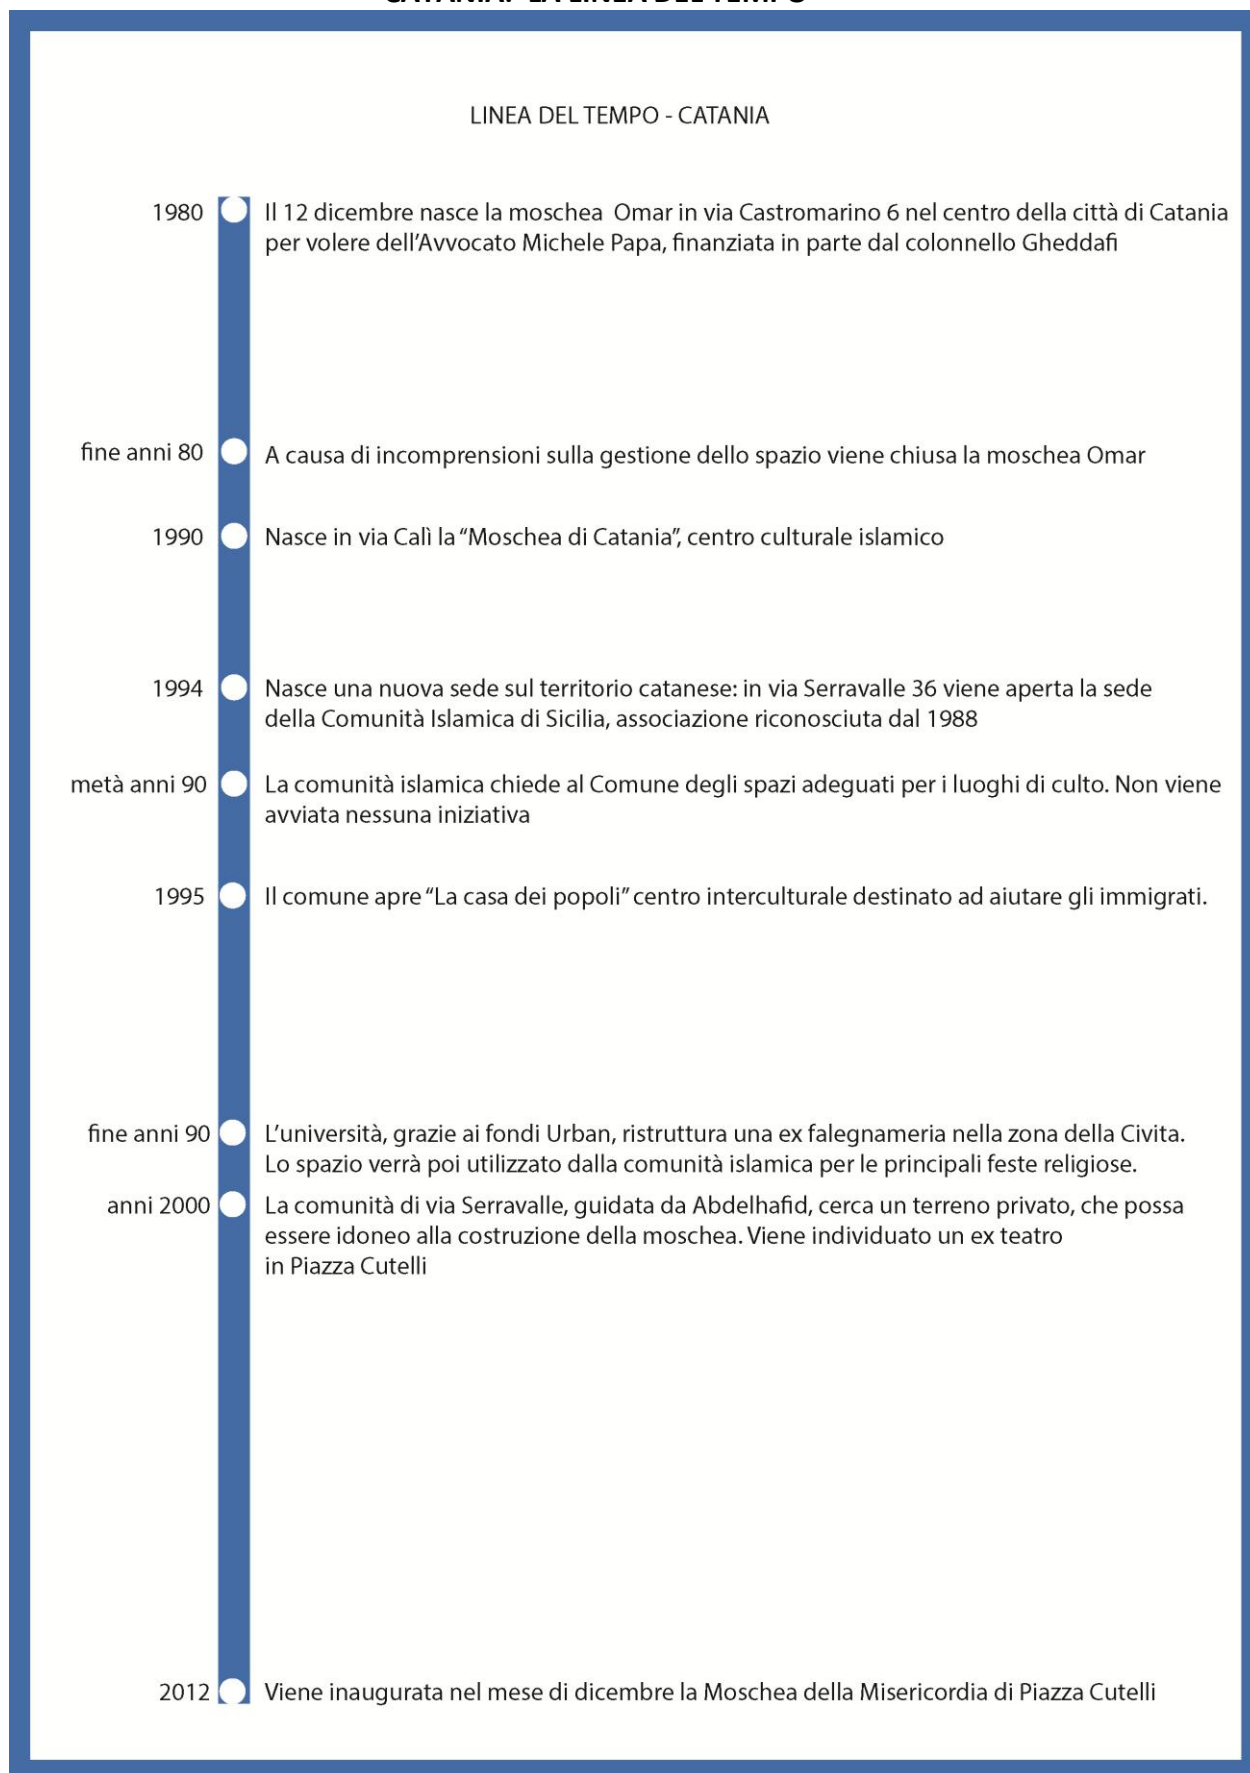 CATANIA: LA LINEA DEL TEMPO
LINEA DEL TEMPO - CATANIA
1980
Il 12 dicembre nasce la moschea Omar in via Castromarino 6 nel centro della città di Catania
per volere dell'Avvocato Michele Papa, finanziata in parte dal colonnello Gheddafi
fine anni 80
A causa di incomprensioni sulla gestione dello spazio viene chiusa la moschea Omar
1990
Nasce in via Calì la "Moschea di Catania", centro culturale islamico
1994
Nasce una nuova sede sul territorio catanese: in via Serravalle 36 viene aperta la sede
della Comunità Islamica di Sicilia, associazione riconosciuta dal 1988
metà anni 90
La comunità islamica chiede al Comune degli spazi adeguati per i luoghi di culto. Non viene
avviata nessuna iniziativa
1995
Il comune apre "La casa dei popoli" centro interculturale destinato ad aiutare gli immigrati.
fine anni 90
L'università, grazie ai fondi Urban, ristruttura una ex falegnameria nella zona della Civita.
Lo spazio verrà poi utilizzato dalla comunità islamica per le principali feste religiose.
anni 2000
La comunità di via Serravalle, guidata da Abdelhafid, cerca un terreno privato, che possa
essere idoneo alla costruzione della moschea. Viene individuato un ex teatro
in Piazza Cutelli
2012
Viene inaugurata nel mese di dicembre la Moschea della Misericordia di Piazza Cutelli